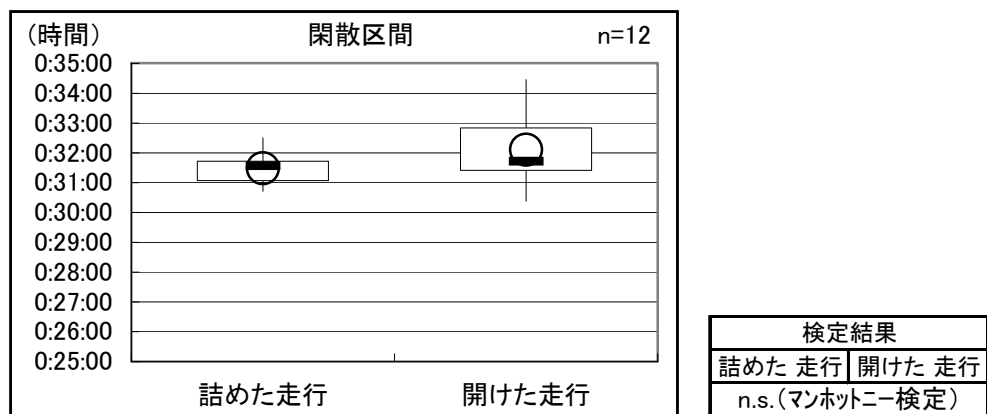 (時間)
閑散区間
n=12
0:35:00
0:34:00
0:33:00
0:32:00
0:31:00
0:30:00
0:29:00
0:28:00
0:27:00
0:26:00
0:25:00
詰めた走行
開けた走行
検定結果
詰めた 走行 開けた 走行
n.s.(マンホットニー検定)